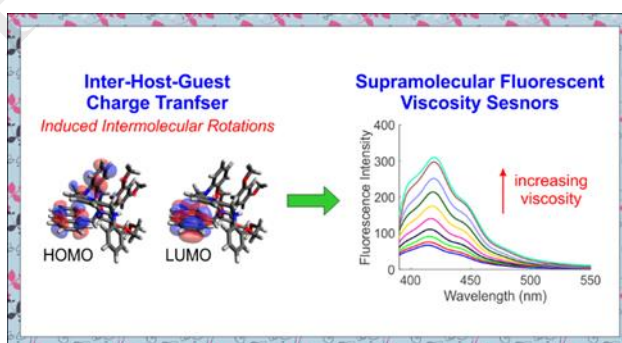 Inter-Host-Guest
Charge Tranfser
Induced Intermolecular Rotations
HOMO
LUMO
Supramolecular Fluorescent
Viscosity Sesnors
400
300
200
100
0
Fluorescence Intensity
increasing
viscosity
400
450
500
550
Wavelength (nm)